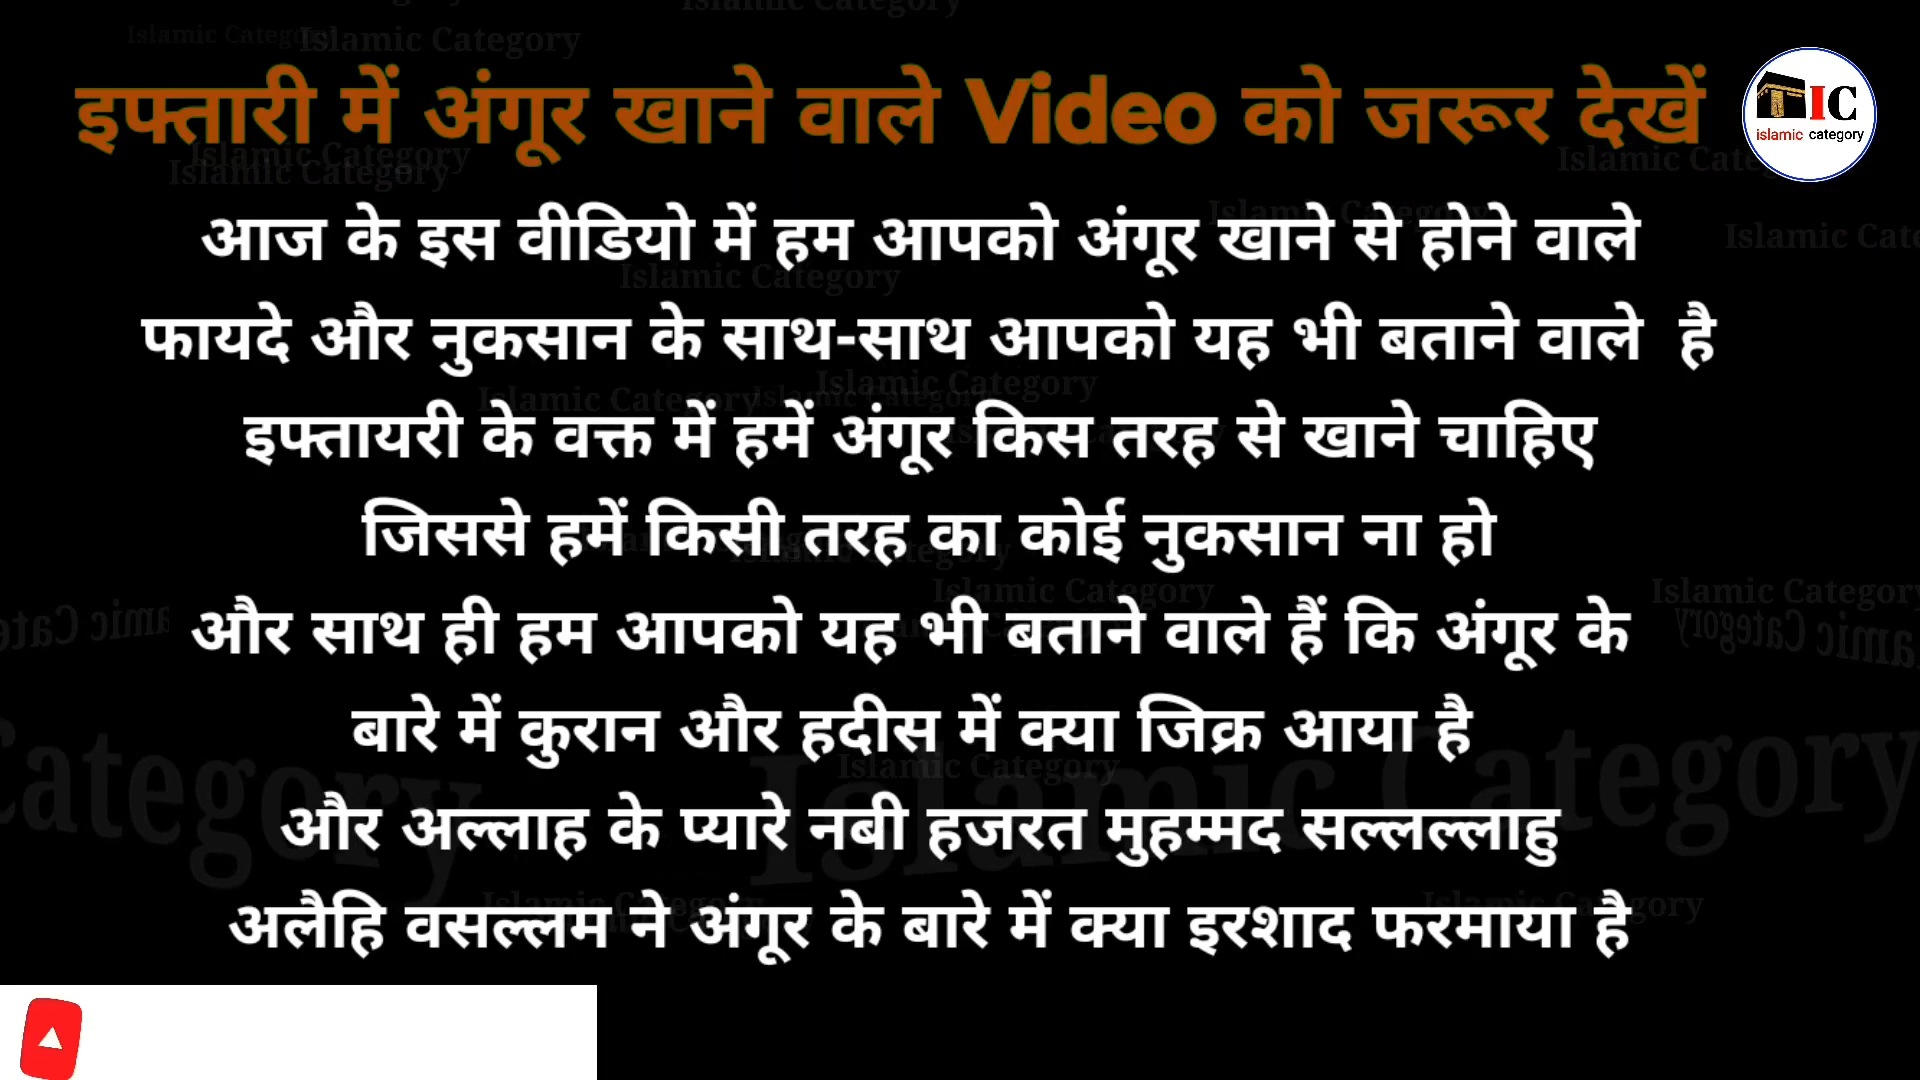 इफ्तारी में अंगूर खाने वाले Video को जरूर देखें
IC
islamic category
आज के इस वीडियो में हम आपको अंगूर खाने से होने वाले
फायदे और नुकसान के साथ-साथ आपको यह भी बताने वाले है
इफ्तायरी के वक्त में हमें अंगूर किस तरह से खाने चाहिए
जिससे हमें किसी तरह का कोई नुकसान ना हो
और साथ ही हम आपको यह भी बताने वाले हैं कि अंगूर के
बारे में कुरान और हदीस में क्या जिक्र आया है
और अल्लाह के प्यारे नबी हजरत मुहम्मद सल्लल्लाहु
अलैहि वसल्लम ने अंगूर के बारे में क्या इरशाद फरमाया है